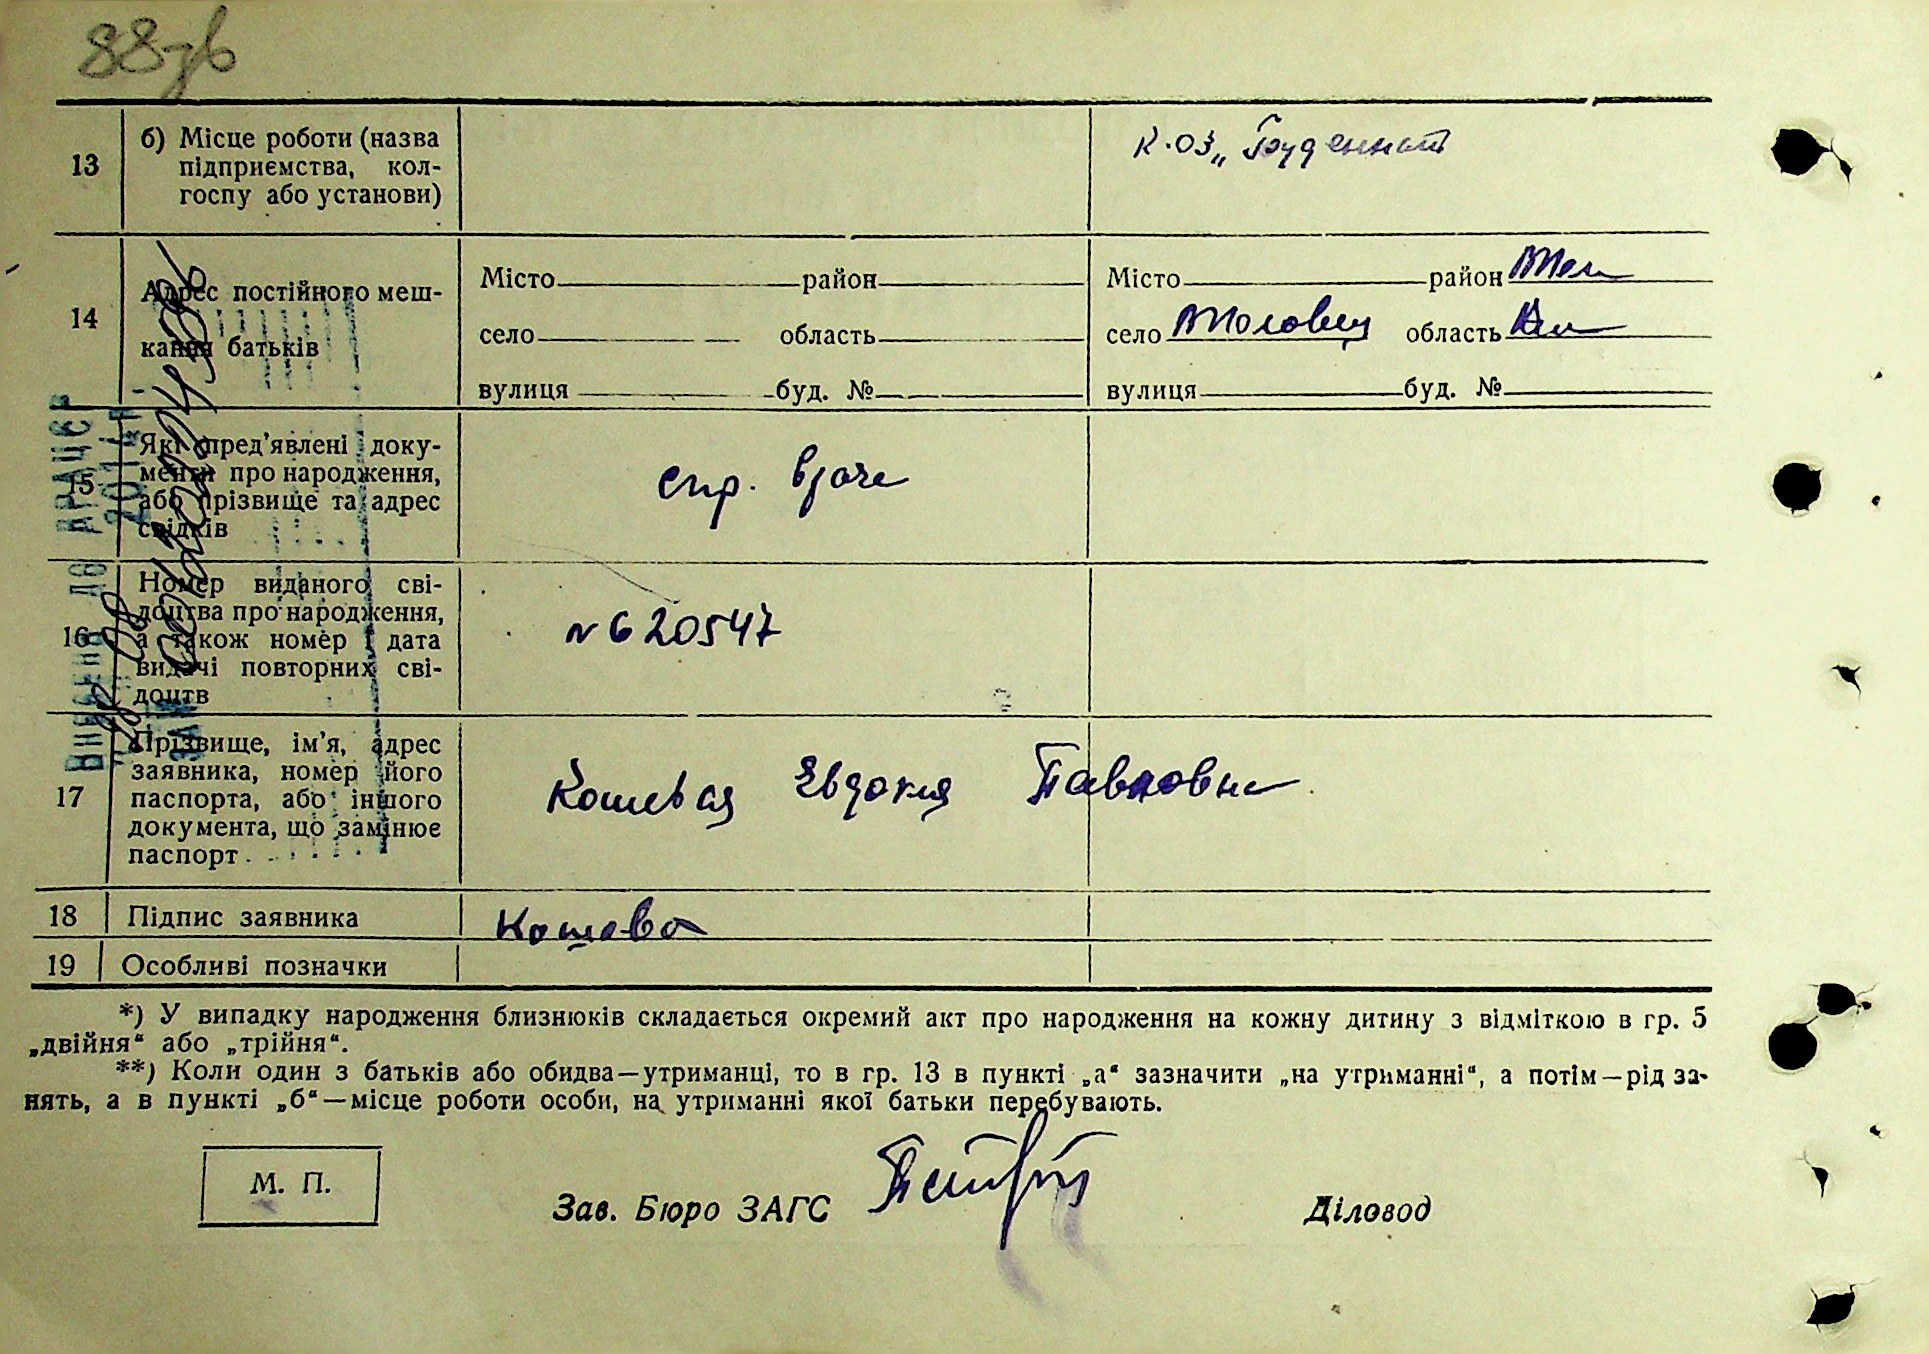 88зв
13
б) Місце роботи (назва
підприємства, кол-
госпу або установи)
к-оз „
14
Адрес постійного меш-
кання батьків
Місто район
село область
вулиця буд. №
Місто район
село область
вулиця буд. №
15
Які пред'явлені доку-
менти про народження,
або прізвище та адрес
свідків
спр. врача
16
Номер виданого сві-
доцтва про народження,
а також номер і дата
видачі повторних сві-
доцтв
N 620547
17
Прізвище, ім'я, адрес
заявника, номер його
паспорта, або іншого
документа, що замінює
паспорт
Кошевая Евдокия Павловна
18
Підпис заявника
Кошева
19
Особливі позначки
*) У випадку народження близнюків складається окремий акт про народження на кожну дитину з відміткою в гр. 5
„двійня“ або „трійня“.
**) Коли один з батьків або обидва—утриманці, то в гр. 13 в пункті „а“ зазначити „на утриманні“, а потім—рід за-
нять, а в пункті „б“—місце роботи особи, на утриманні якої батьки перебувають.
М. П.
Зав. Бюро ЗАГС
Діловод
ВНЕСЕНО ДО ДРАЦСГ